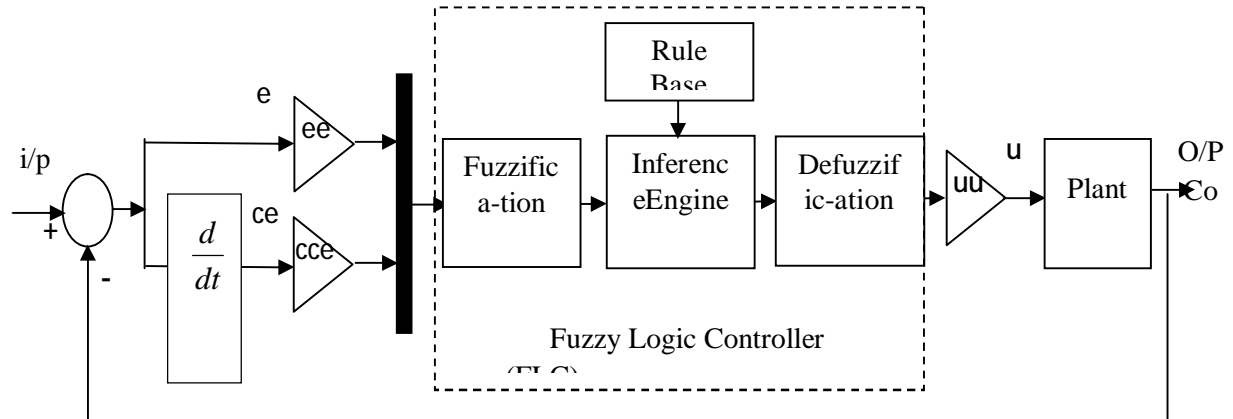 Rule
Base
e
ee
i/p
Fuzzific
a-tion
Inferenc
eEngine
Defuzzif
ic-ation
u
uu
Plant
O/P
Co
+
-
d
dt
ce
cce
Fuzzy Logic Controller
(FLC)